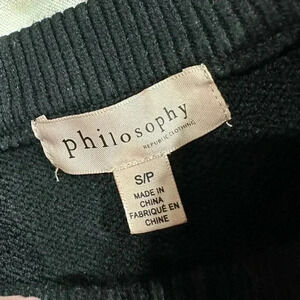 philosophy
REPUBLIC CLOTHING
S/P
MADE IN
CHINA
FABRIQUÉ EN
CHINE